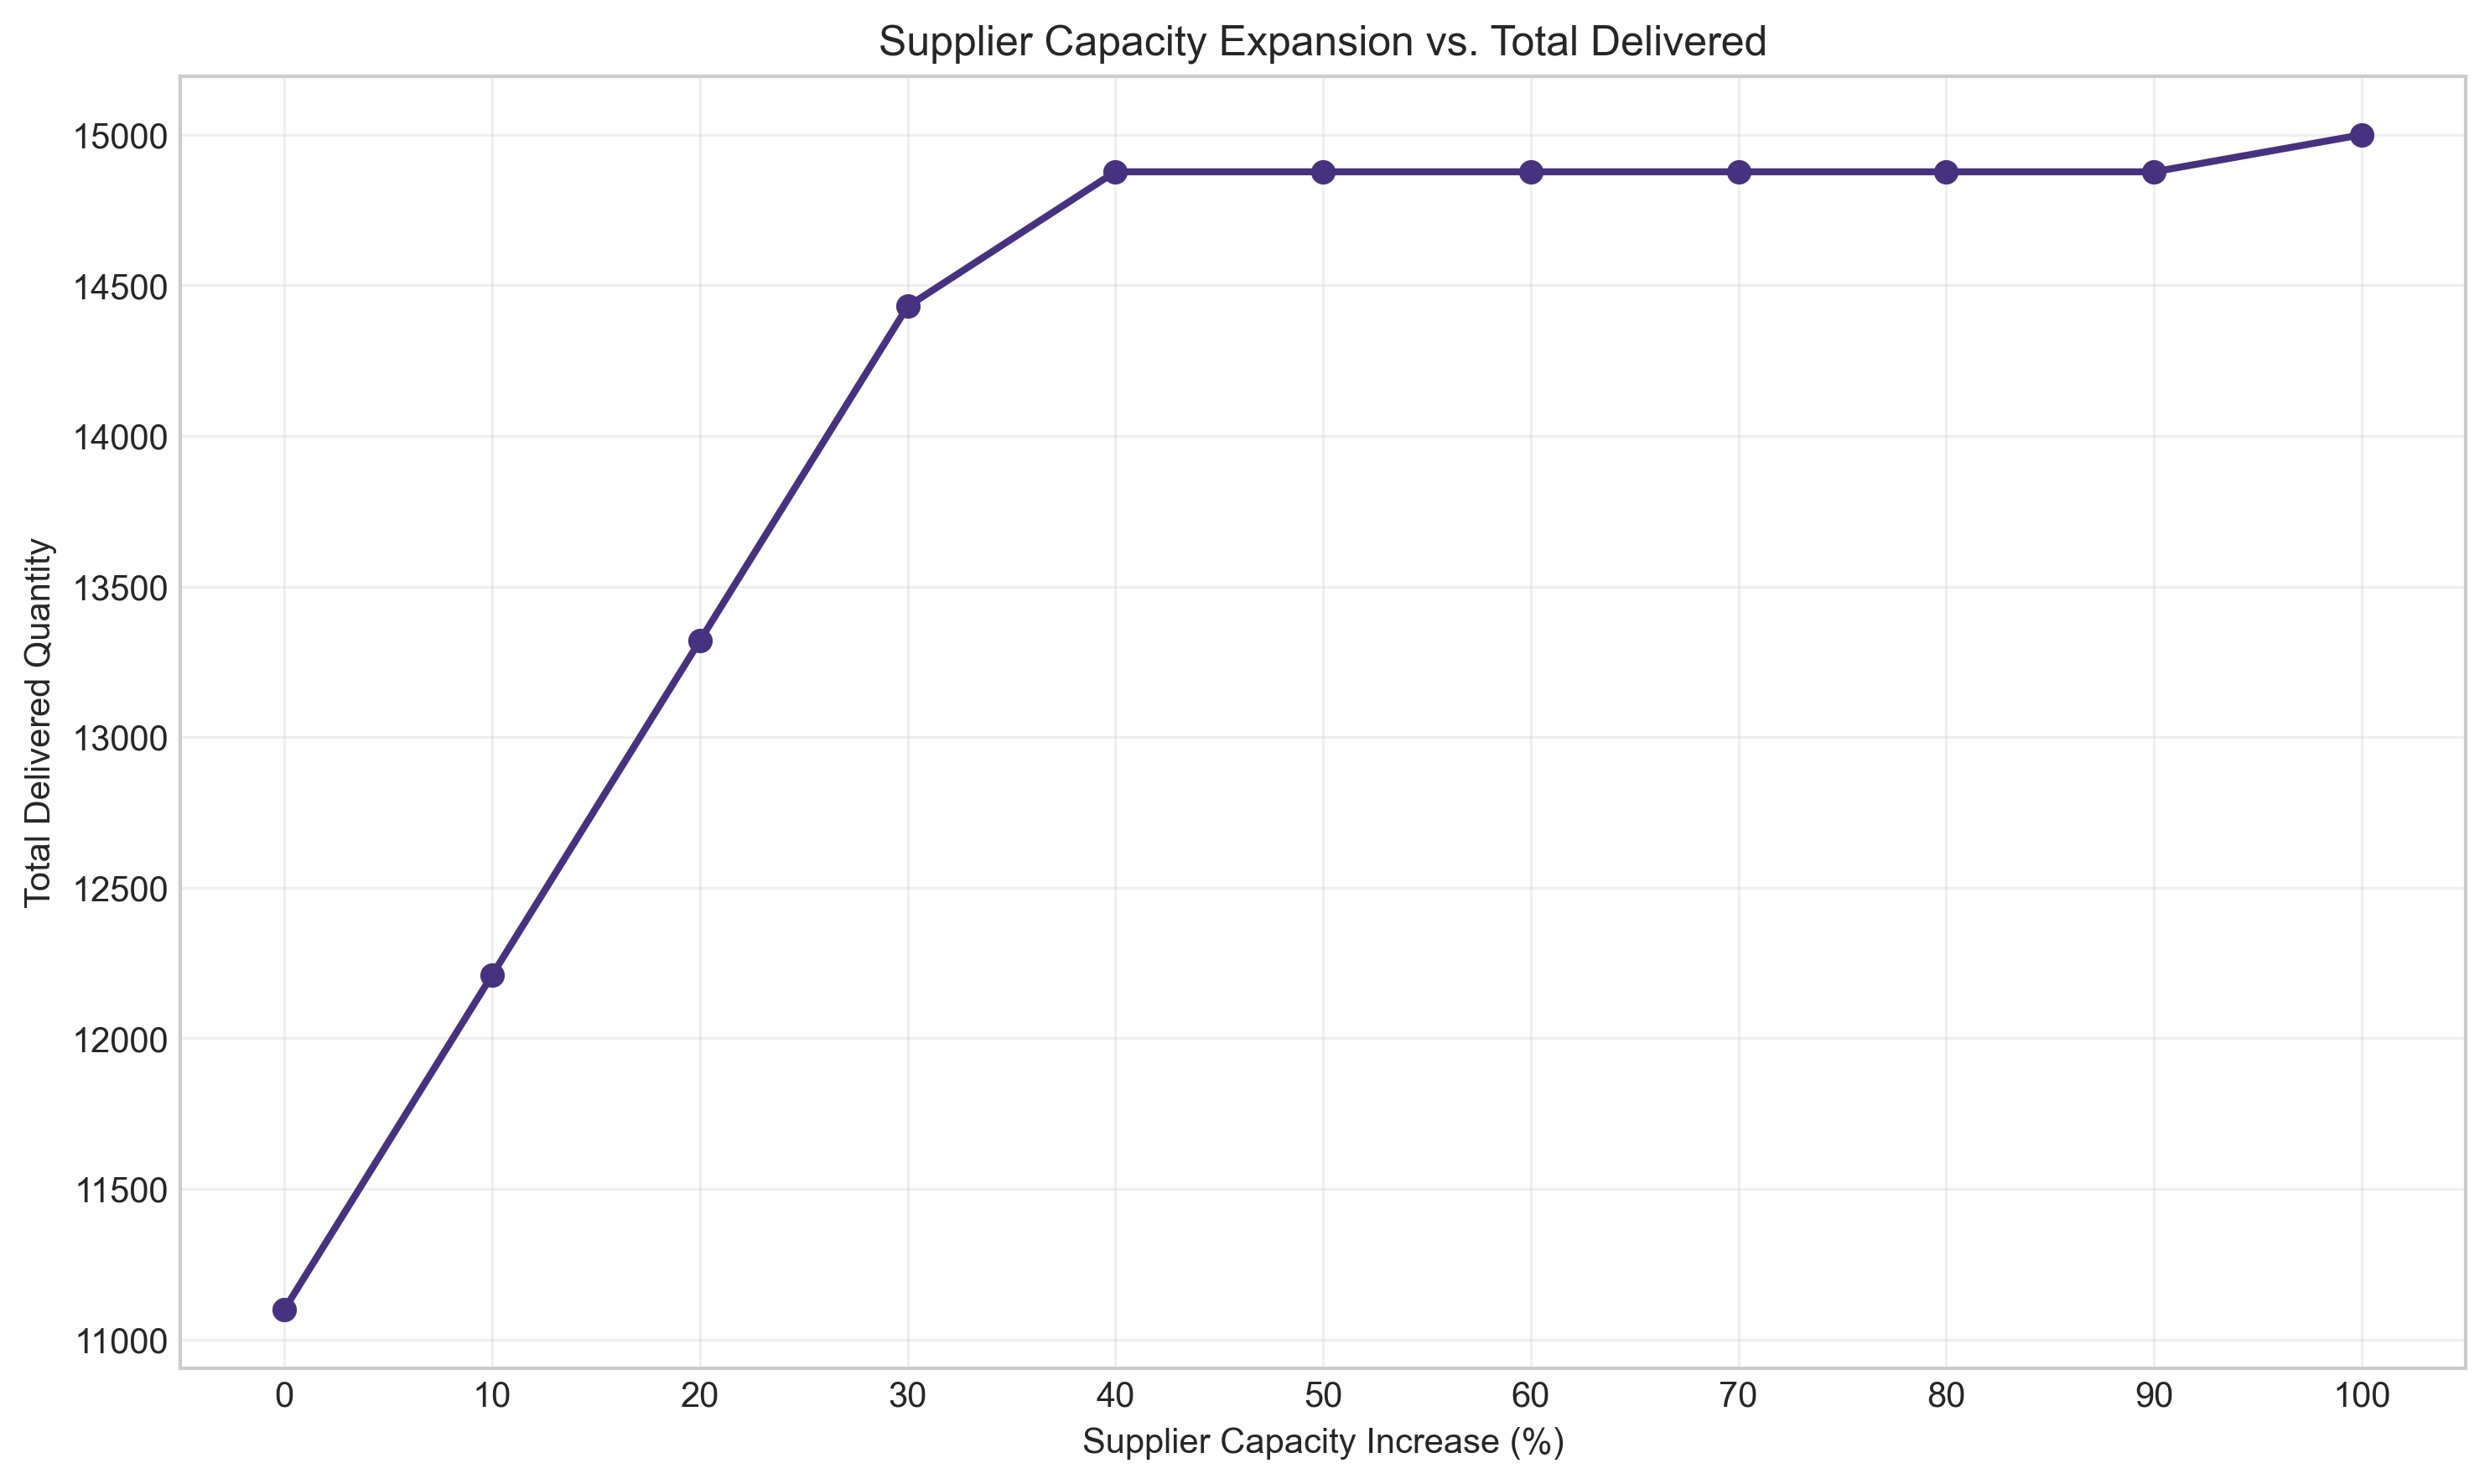 Supplier Capacity Expansion vs. Total Delivered
Total Delivered Quantity
15000
14500
14000
13500
13000
12500
12000
11500
11000
0 10 20 30 40 50 60 70 80 90 100
Supplier Capacity Increase (%)